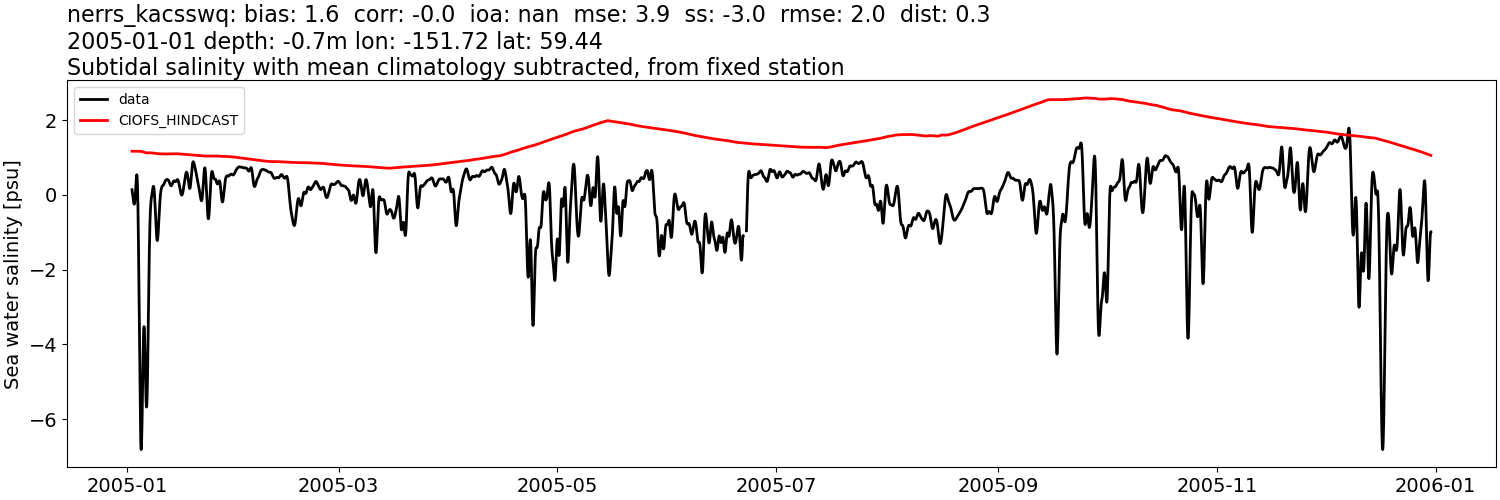 nerrs_kacsswq: bias: 1.6  corr: -0.0  ioa: nan  mse: 3.9  ss: -3.0  rmse: 2.0  dist: 0.3
2005-01-01 depth: -0.7m lon: -151.72 lat: 59.44
Subtidal salinity with mean climatology subtracted, from fixed station
data
CIOFS_HINDCAST
Sea water salinity [psu]
2
0
−2
−4
−6
2005-01
2005-03
2005-05
2005-07
2005-09
2005-11
2006-01